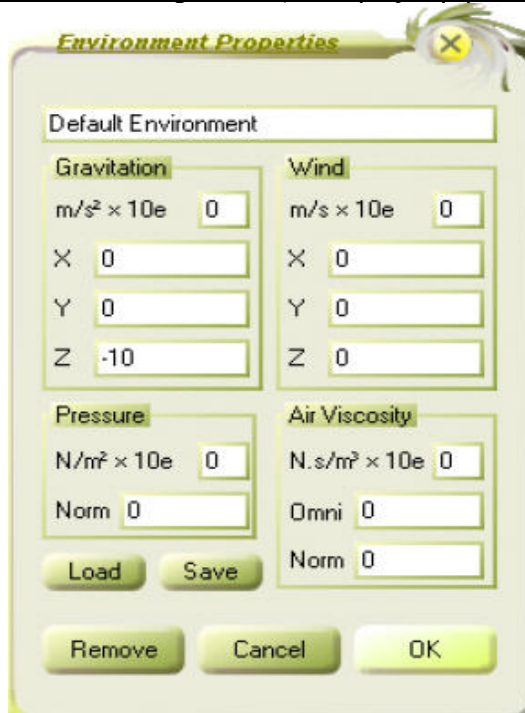 Environment Properties
Default Environment
Gravitation
m/s² × 10e 0
X 0
Y 0
Z -10
Wind
m/s × 10e 0
X 0
Y 0
Z 0
Pressure
N/m² × 10e 0
Norm 0
Air Viscosity
N.s/m³ × 10e 0
Omni 0
Norm 0
Load Save
Remove Cancel OK